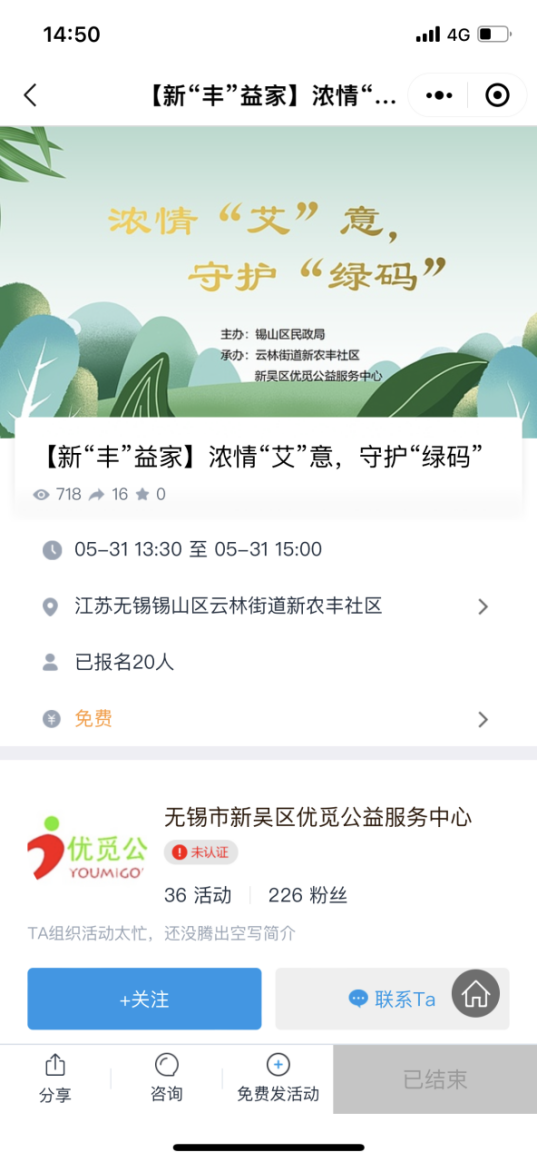 14:50
4G
【新“丰”益家】浓情“...
浓情“艾”意，
守护“绿码”
主办：锡山区民政局
承办：云林街道新农丰社区
新吴区优觅公益服务中心
【新“丰”益家】浓情“艾”意，守护“绿码”
718 16 0
05-31 13:30 至 05-31 15:00
江苏无锡锡山区云林街道新农丰社区
已报名20人
免费
无锡市新吴区优觅公益服务中心
优觅公
YOUMIGO'
未认证
36 活动 226 粉丝
TA组织活动太忙，还没腾出空写简介
+关注
联系Ta
分享
咨询
免费发活动
已结束